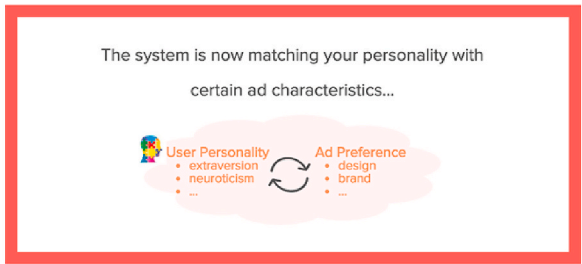 The system is now matching your personality with
certain ad characteristics...
User Personality
• extraversion
• neuroticism
• ...
Ad Preference
• design
• brand
• ...